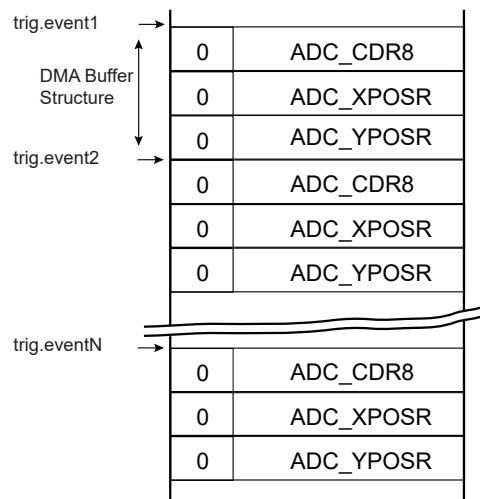 trig.event1
0 ADC_CDR8
DMA Buffer
Structure
0 ADC_XPOSR
0 ADC_YPOSR
trig.event2
0 ADC_CDR8
0 ADC_XPOSR
0 ADC_YPOSR
trig.eventN
0 ADC_CDR8
0 ADC_XPOSR
0 ADC_YPOSR